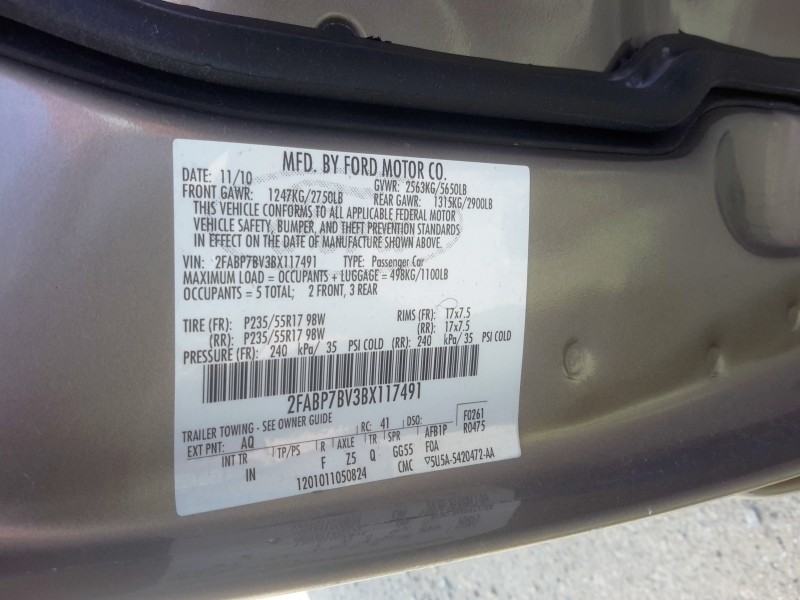 MFD. BY FORD MOTOR CO.
DATE: 11/10 GVWR: 2563KG/5650LB
FRONT GAWR: 1247KG/2750LB REAR GAWR: 1315KG/2900LB
THIS VEHICLE CONFORMS TO ALL APPLICABLE FEDERAL MOTOR
VEHICLE SAFETY, BUMPER, AND THEFT PREVENTION STANDARDS
IN EFFECT ON THE DATE OF MANUFACTURE SHOWN ABOVE.
VIN: 2FABP7BV3BX117491 TYPE: Passenger Car
MAXIMUM LOAD = OCCUPANTS + LUGGAGE = 498KG/1100LB
OCCUPANTS = 5 TOTAL; 2 FRONT, 3 REAR
TIRE (FR): P235/55R17 98W RIMS (FR): 17x7.5
(RR): P235/55R17 98W (RR): 17x7.5
PRESSURE (FR): 240 kPa/ 35 PSI COLD (RR): 240 kPa/ 35 PSI COLD
2FABP7BV3BX117491
TRAILER TOWING - SEE OWNER GUIDE F0261
EXT PNT: AQ RC: 41 DSO: R0475
INT TR TP/PS R AXLE TR SPR AFB1P
IN F Z5 Q GG55 FOA
1201011050824 CMC 5U5A-5420472-AA